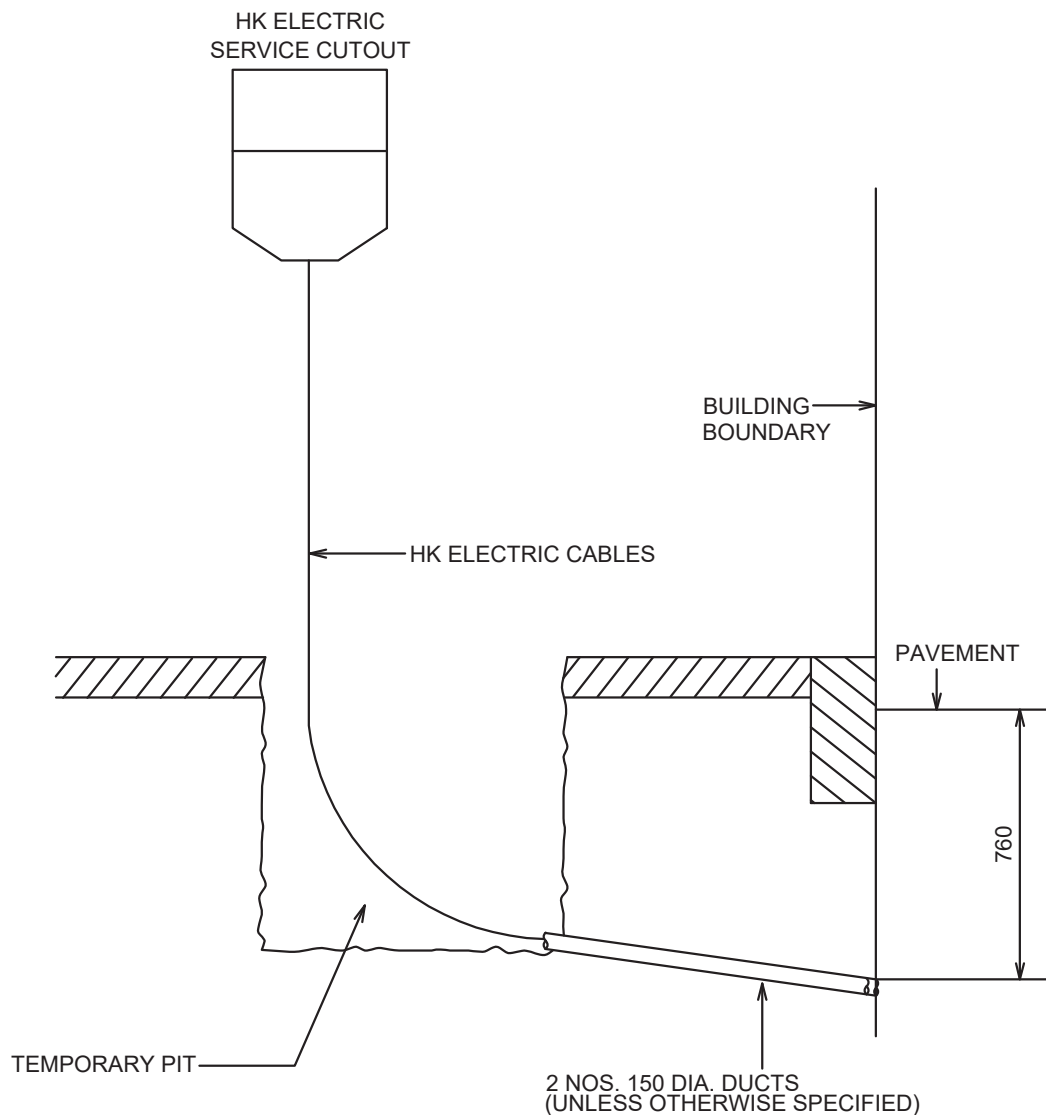 HK ELECTRIC
SERVICE CUTOUT
BUILDING
BOUNDARY
HK ELECTRIC CABLES
PAVEMENT
760
TEMPORARY PIT
2 NOS. 150 DIA. DUCTS
(UNLESS OTHERWISE SPECIFIED)